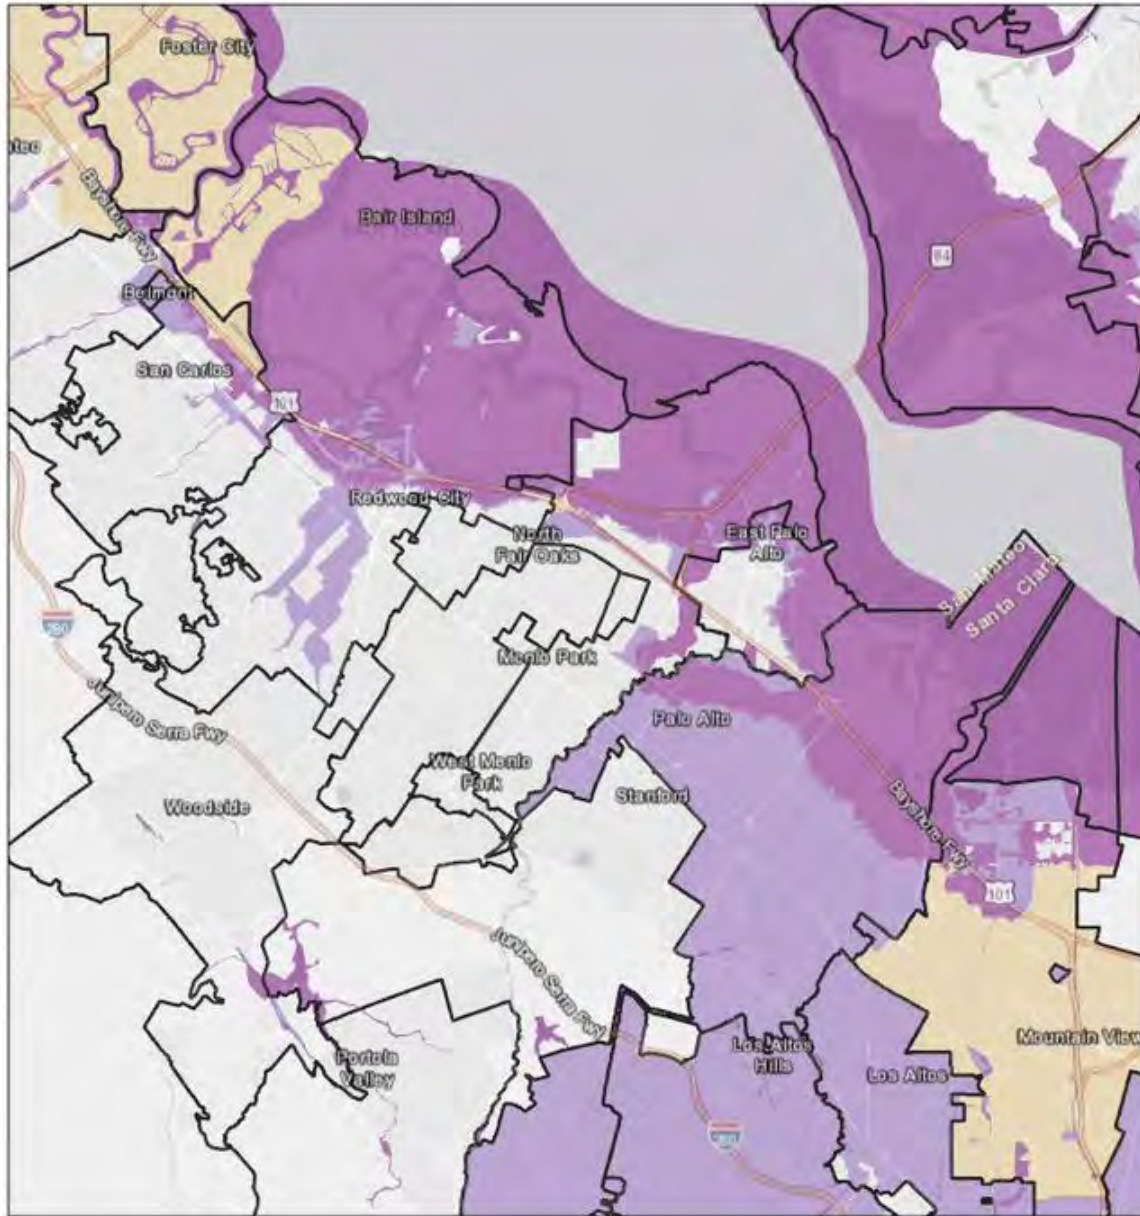 Foster City
ateo
Bayshore Fwy
Bair Island
84
Belmont
San Carlos
101
Redwood City
North
Fair Oaks
East Palo
Alto
San Mateo
Santa Clara
280
Menlo Park
Junipero Serra Fwy
Palo Alto
West Menlo
Park
Stanford
Woodside
Bayshore Fwy
101
Junipero Serra Fwy
Portola
Valley
Los Altos
Hills
Los Altos
Mountain View
280